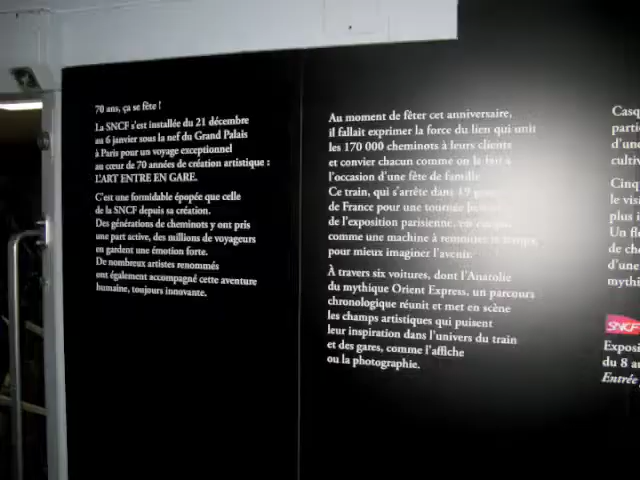 70 ans, ça se fête !
La SNCF s'est installée du 21 décembre
au 6 janvier sous la nef du Grand Palais
à Paris pour un voyage exceptionnel
au cœur de 70 années de création artistique :
L'ART ENTRE EN GARE.
C'est une formidable épopée que celle
de la SNCF depuis sa création.
Des générations de cheminots y ont pris
une part active, des millions de voyageurs
en gardent une émotion forte.
De nombreux artistes renommés
ont également accompagné cette aventure
humaine, toujours innovante.
Au moment de fêter cet anniversaire,
il fallait exprimer la force du lien qui unit
les 170 000 cheminots à leurs clients
et convier chacun comme on le fait à
l'occasion d'une fête de famille.
Ce train, qui s'arrête dans 19
de France pour une tournée
de l'exposition parisienne,
comme une machine à remonter le temps
pour mieux imaginer l'avenir.
À travers six voitures, dont l'Anatolie
du mythique Orient Express, un parcours
chronologique réunit et met en scène
les champs artistiques qui puisent
leur inspiration dans l'univers du train
et des gares, comme l'affiche
ou la photographie.
Casq
parti
d'une
cultiv
Cinq
le visi
plus
Un fl
de ch
d'une
mythi
SNCF
Exposi
du 8 a
Entrée